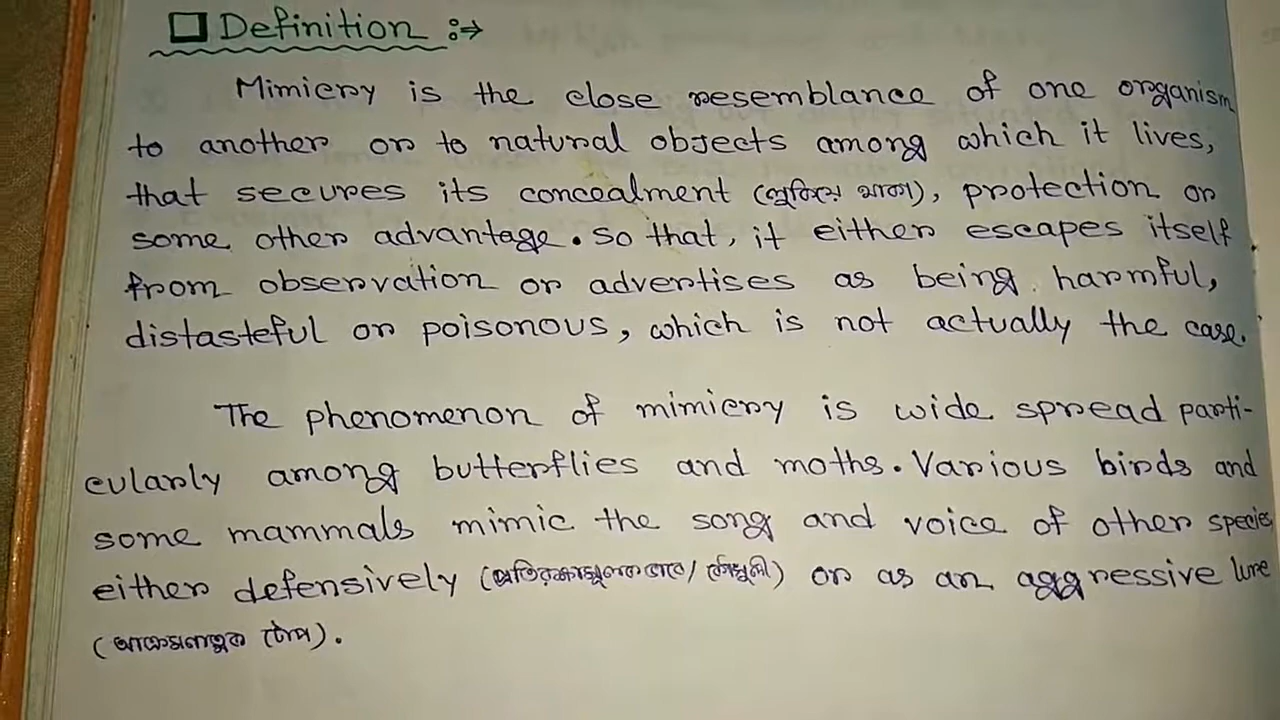 Definition :⇒
Mimicry is the close resemblance of one organism
to another or to natural objects among which it lives,
that secures its concealment (লুকিয়ে থাকা), protection or
some other advantage. so that, it either escapes itself
from observation or advertises as being harmful,
distasteful or poisonous, which is not actually the case.
The phenomenon of mimicry is wide spread parti-
cularly among butterflies and moths. Various birds and
some mammals mimic the song and voice of other species
either defensively (প্রতিরক্ষামূলক ভাবে/ ) or as an aggressive lure
(আক্রমণাত্মক টোপ).